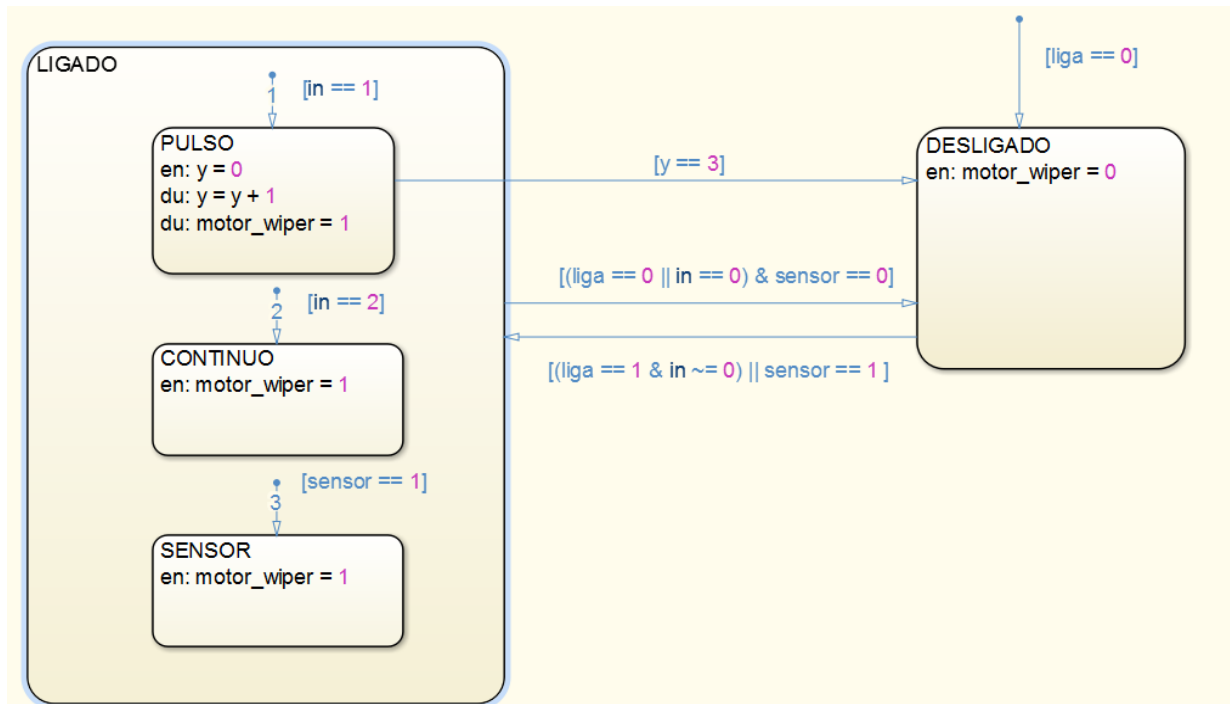 LIGADO
1
[in == 1]
PULSO
en: y = 0
du: y = y + 1
du: motor_wiper = 1
2
[in == 2]
CONTINUO
en: motor_wiper = 1
3
[sensor == 1]
SENSOR
en: motor_wiper = 1
[y == 3]
[(liga == 0 || in == 0) & sensor == 0]
[(liga == 1 & in ~= 0) || sensor == 1 ]
[liga == 0]
DESLIGADO
en: motor_wiper = 0